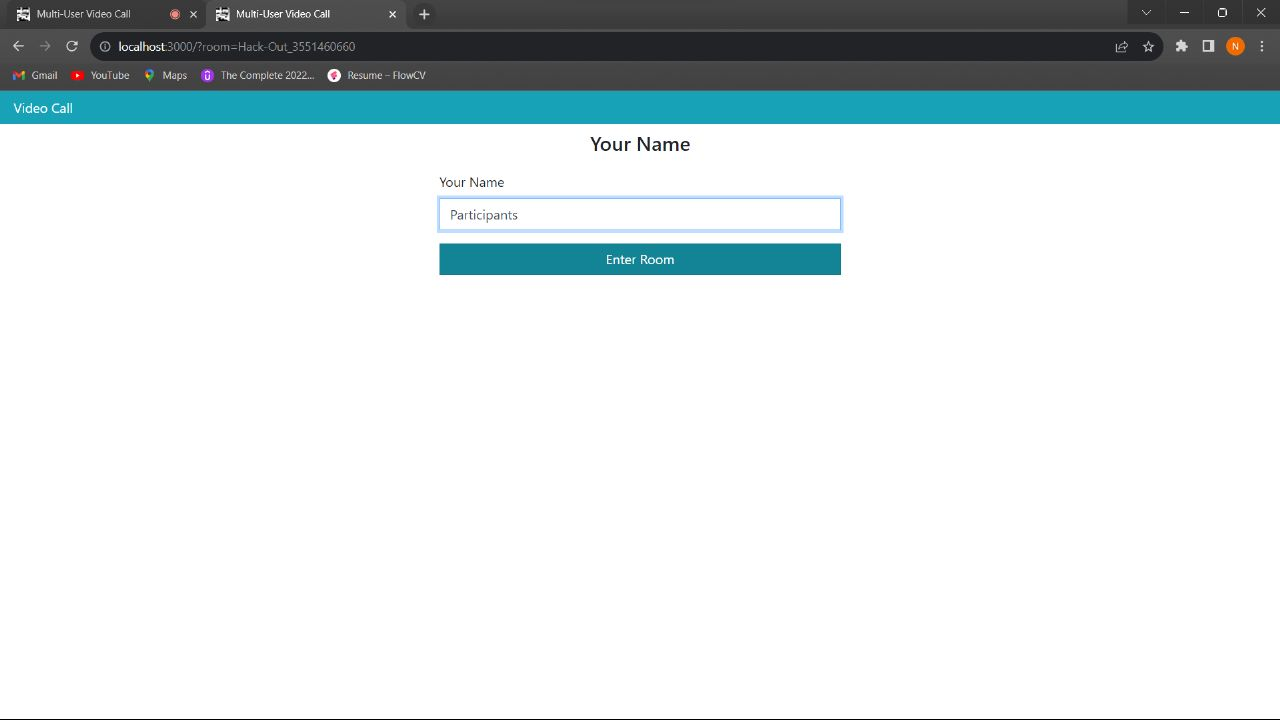 Multi-User Video Call
Multi-User Video Call
localhost:3000/?room=Hack-Out_3551460660
N
Gmail
YouTube
Maps
The Complete 2022...
Resume – FlowCV
Video Call
Your Name
Your Name
Participants
Enter Room